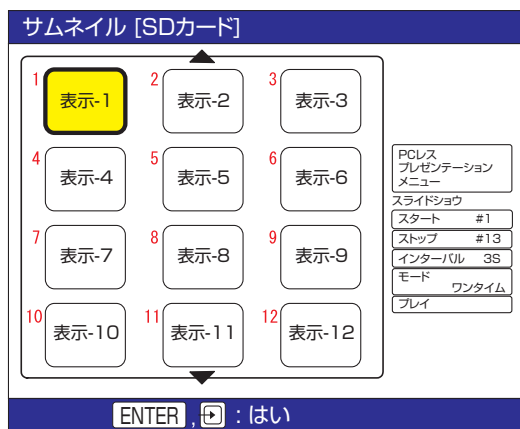 サムネイル [SDカード]
1 表示-1
2 表示-2
3 表示-3
4 表示-4
5 表示-5
6 表示-6
7 表示-7
8 表示-8
9 表示-9
10 表示-10
11 表示-11
12 表示-12
PCレス
プレゼンテーション
メニュー
スライドショウ
スタート #1
ストップ #13
インターバル 3S
モード
ワンタイム
プレイ
ENTER , : はい